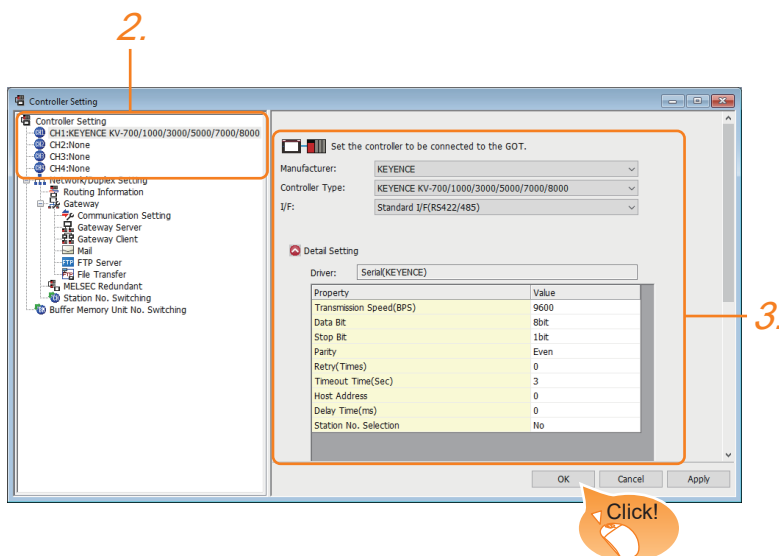 2.
Controller Setting
Controller Setting
CH1:KEYENCE KV-700/1000/3000/5000/7000/8000
CH2:None
CH3:None
CH4:None
Network/Duplex Setting
Routing Information
Gateway
Communication Setting
Gateway Server
Gateway Client
Mail
FTP Server
File Transfer
MELSEC Redundant
Station No. Switching
Buffer Memory Unit No. Switching
Set the controller to be connected to the GOT.
Manufacturer: KEYENCE
Controller Type: KEYENCE KV-700/1000/3000/5000/7000/8000
I/F: Standard I/F(RS422/485)
Detail Setting
Driver: Serial(KEYENCE)
Property Value
Transmission Speed(BPS) 9600
Data Bit 8bit
Stop Bit 1bit
Parity Even
Retry(Times) 0
Timeout Time(Sec) 3
Host Address 0
Delay Time(ms) 0
Station No. Selection No
3.
OK Cancel Apply
Click!